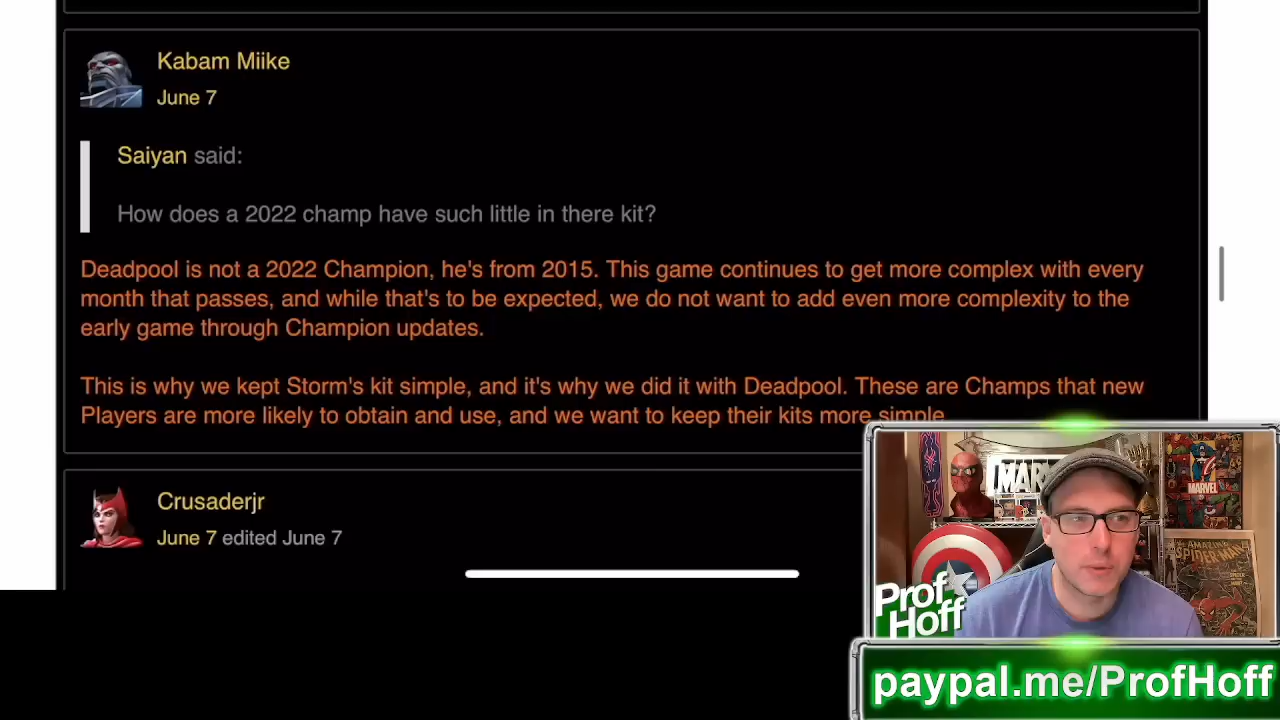 Kabam Miike
June 7
Saiyan said:
How does a 2022 champ have such little in there kit?
Deadpool is not a 2022 Champion, he's from 2015. This game continues to get more complex with every
month that passes, and while that's to be expected, we do not want to add even more complexity to the
early game through Champion updates.
This is why we kept Storm's kit simple, and it's why we did it with Deadpool. These are Champs that new
Players are more likely to obtain and use, and we want to keep their kits more simple
Crusaderjr
June 7 edited June 7
MAR
MARVEL
AMAZING
SPIDER-MAN
Prof
Hoff
paypal.me/ProfHoff